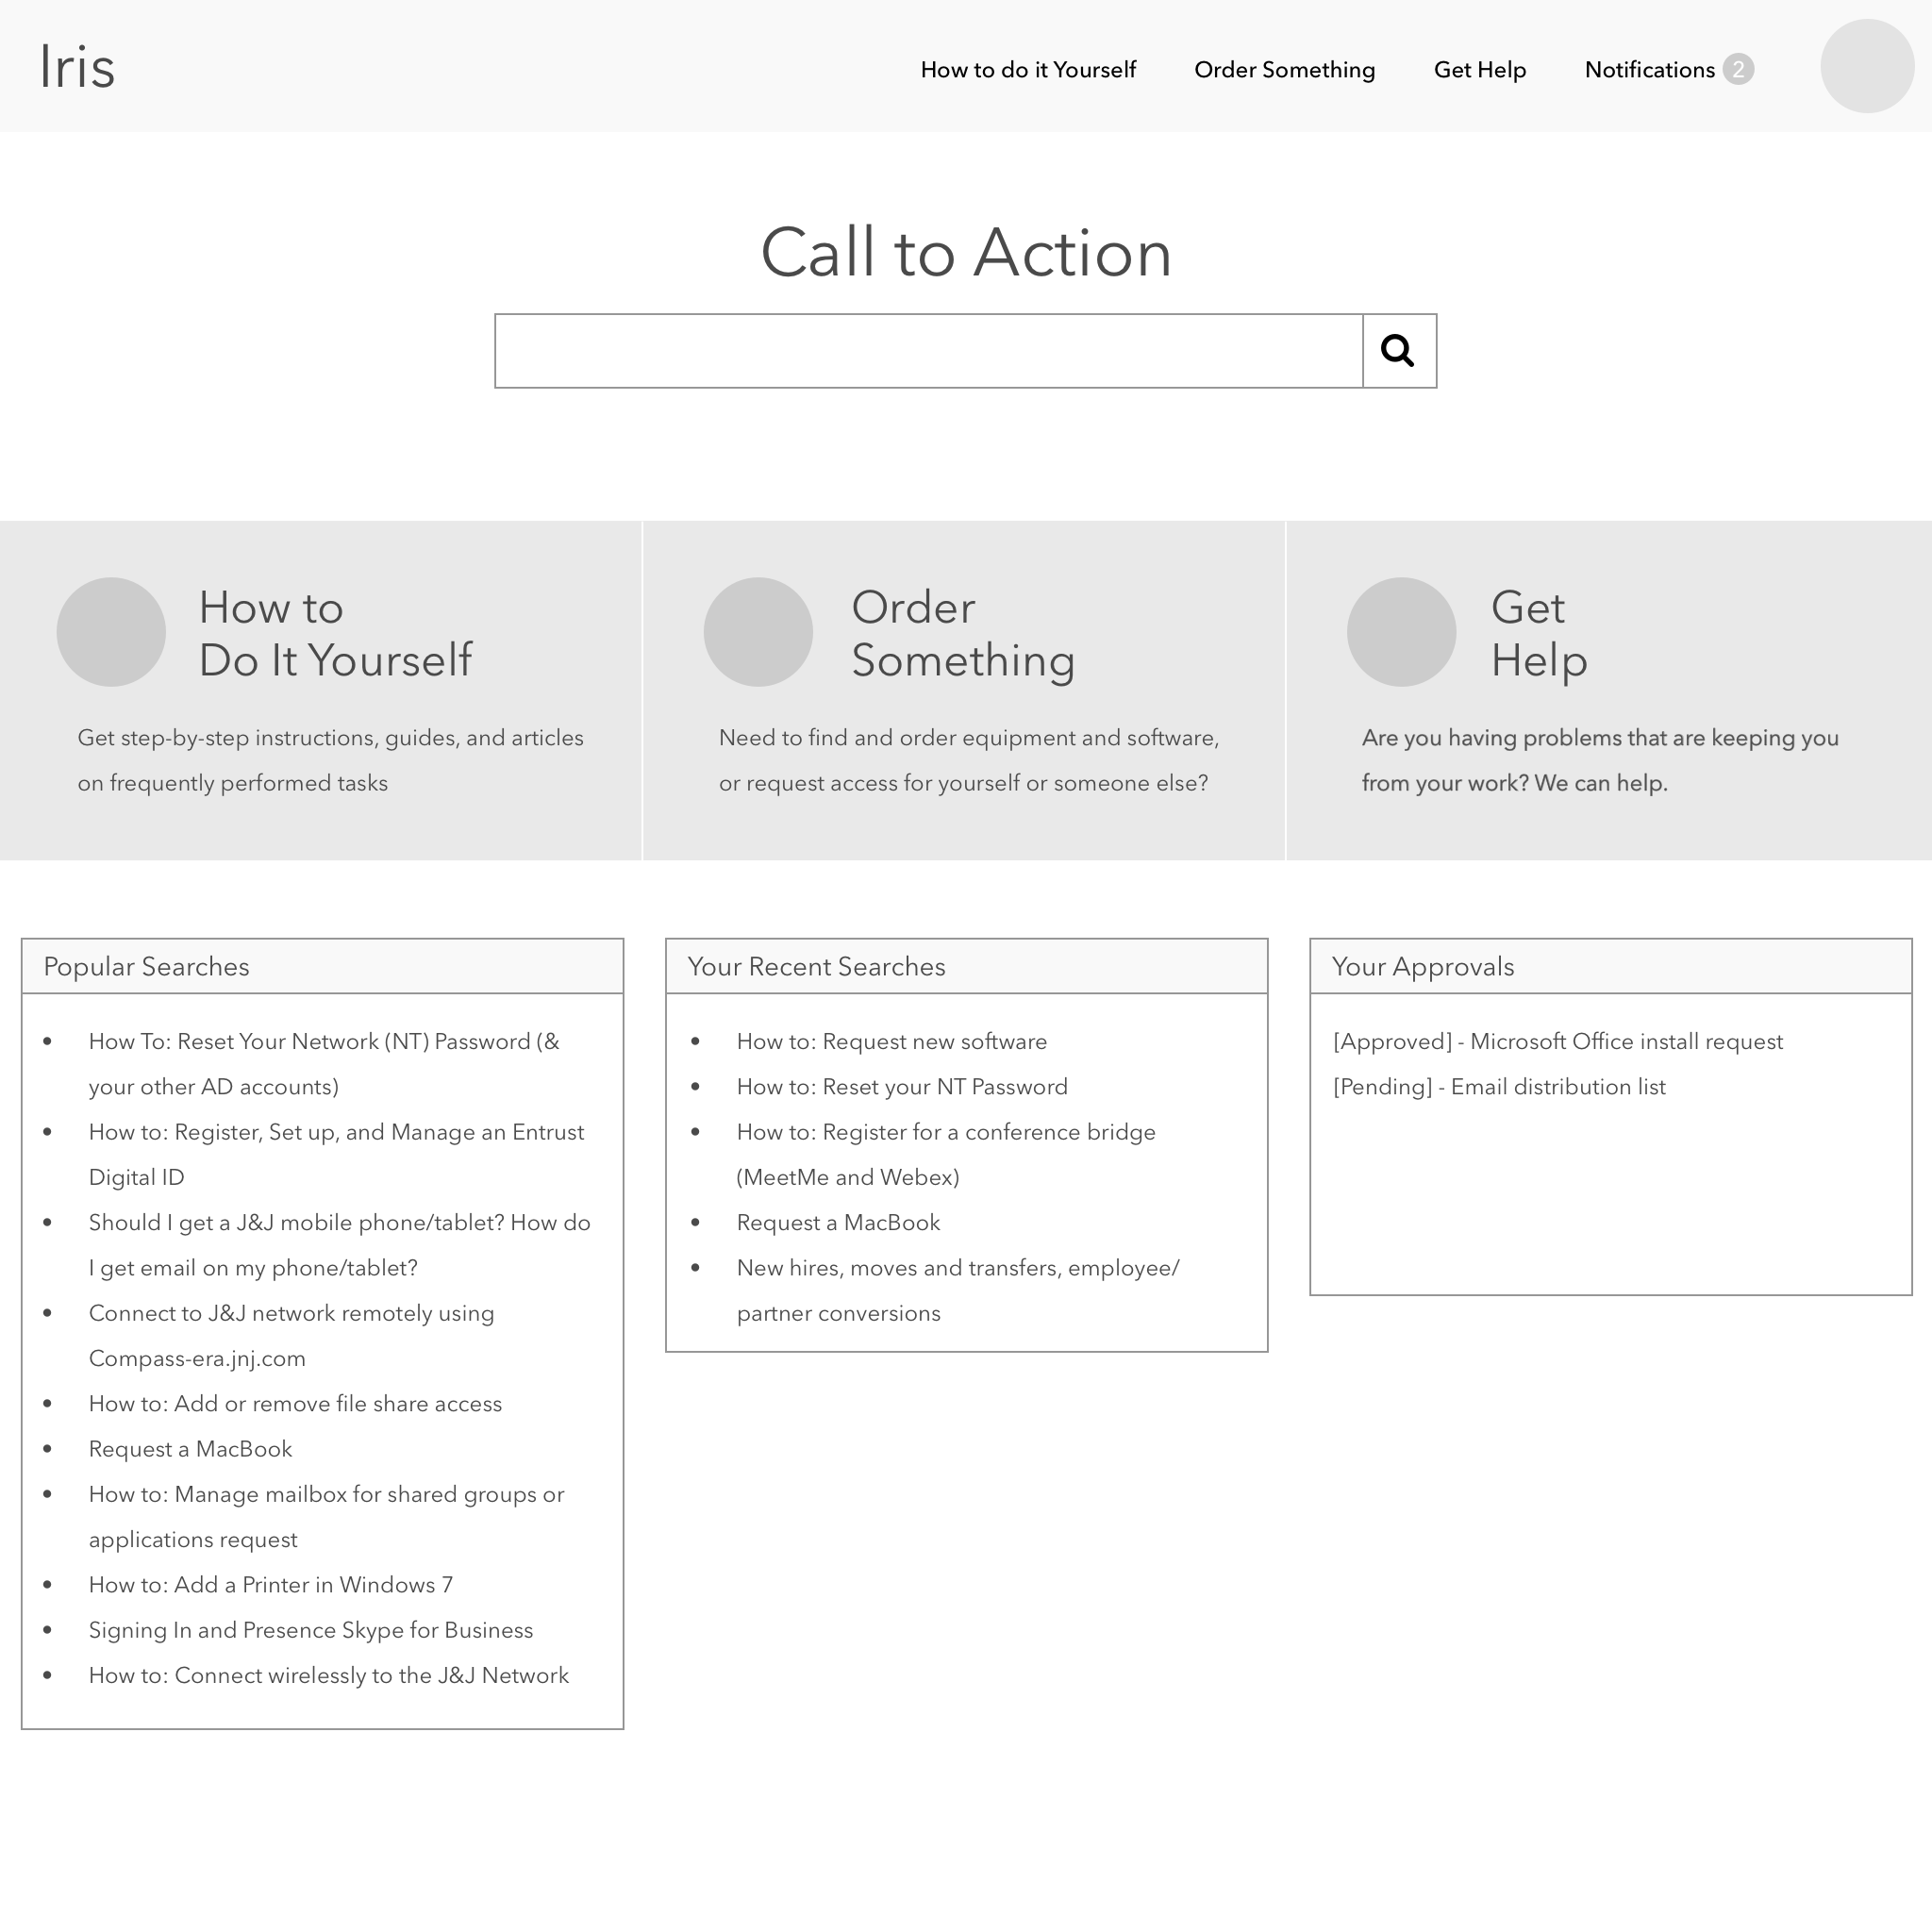 Iris
How to do it Yourself
Order Something
Get Help
Notifications 2
Call to Action
How to
Do It Yourself
Get step-by-step instructions, guides, and articles
on frequently performed tasks
Order
Something
Need to find and order equipment and software,
or request access for yourself or someone else?
Get
Help
Are you having problems that are keeping you
from your work? We can help.
Popular Searches
• How To: Reset Your Network (NT) Password (&
your other AD accounts)
• How to: Register, Set up, and Manage an Entrust
Digital ID
• Should I get a J&J mobile phone/tablet? How do
I get email on my phone/tablet?
• Connect to J&J network remotely using
Compass-era.jnj.com
• How to: Add or remove file share access
• Request a MacBook
• How to: Manage mailbox for shared groups or
applications request
• How to: Add a Printer in Windows 7
• Signing In and Presence Skype for Business
• How to: Connect wirelessly to the J&J Network
Your Recent Searches
• How to: Request new software
• How to: Reset your NT Password
• How to: Register for a conference bridge
(MeetMe and Webex)
• Request a MacBook
• New hires, moves and transfers, employee/
partner conversions
Your Approvals
[Approved] - Microsoft Office install request
[Pending] - Email distribution list